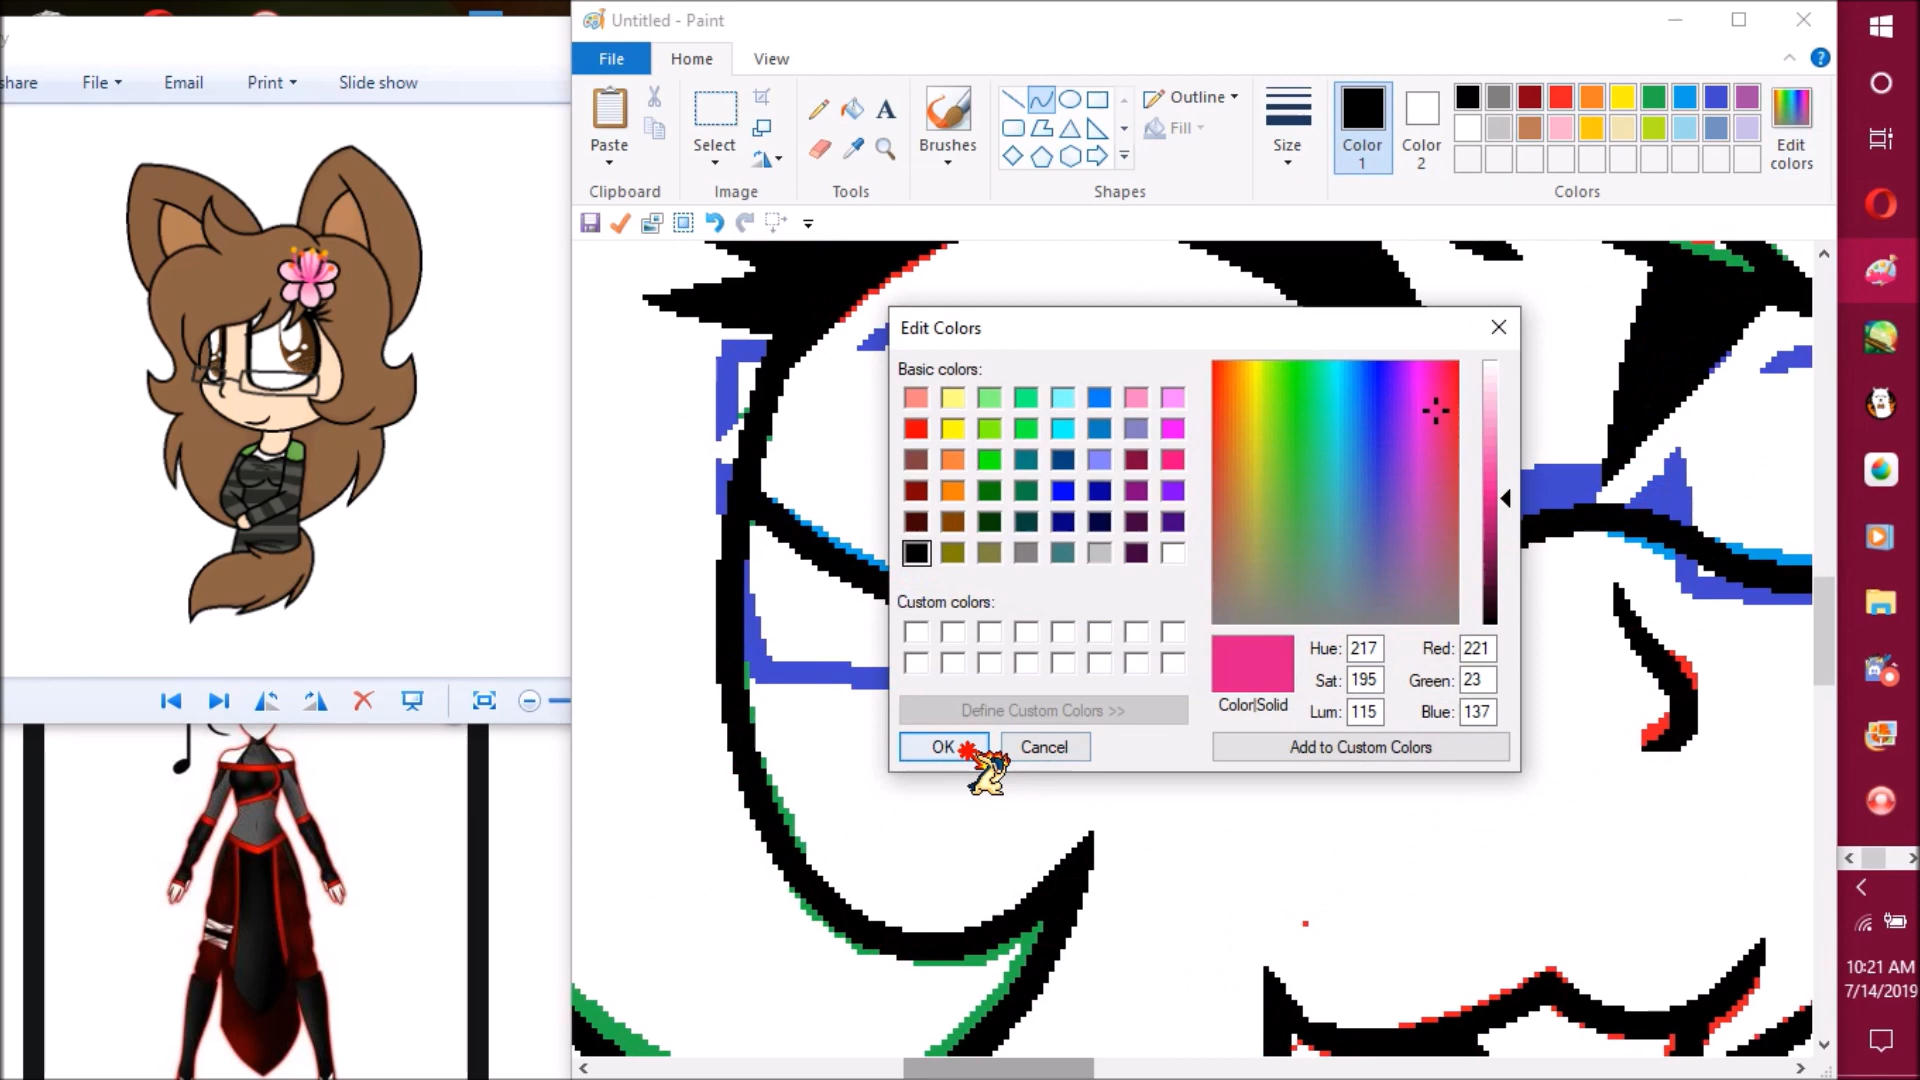 y
Untitled - Paint
File
Home
View
share
File
Email
Print
Slide show
Paste
Select
A
Brushes
Outline
Fill
Size
Color
1
Color
2
Edit
colors
Clipboard
Image
Tools
Shapes
Colors
Edit Colors
Basic colors:
Custom colors:
Define Custom Colors >>
OK
Cancel
Color|Solid
Hue: 217
Sat: 195
Lum: 115
Red: 221
Green: 23
Blue: 137
Add to Custom Colors
10:21 AM
7/14/2019